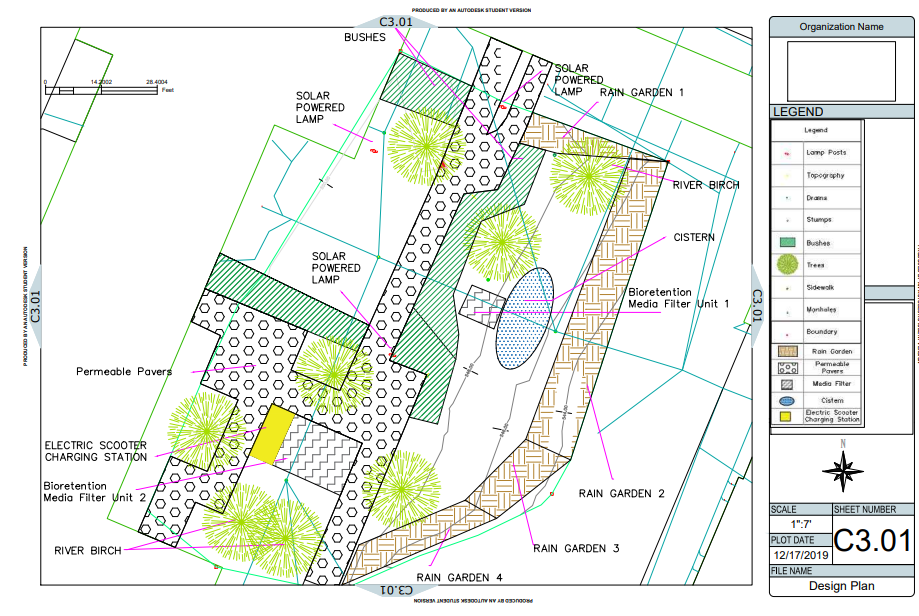 PRODUCED BY AN AUTODESK STUDENT VERSION
C3.01
BUSHES
0 14.2002 28.4004
Feet
SOLAR
POWERED
LAMP
SOLAR
POWERED
LAMP
RAIN GARDEN 1
RIVER BIRCH
CISTERN
SOLAR
POWERED
LAMP
Bioretention
Media Filter Unit 1
PRODUCED BY AN AUTODESK STUDENT VERSION
C3.01
C3.01
Permeable Pavers
ELECTRIC SCOOTER
CHARGING STATION
Bioretention
Media Filter Unit 2
RIVER BIRCH
RAIN GARDEN 2
RAIN GARDEN 3
RAIN GARDEN 4
C3.01
PRODUCED BY AN AUTODESK STUDENT VERSION
Organization Name
LEGEND
Legend
Lamp Posts
Topography
Drains
Stumps
Bushes
Trees
Sidewalk
Manholes
Boundary
Rain Garden
Permeable
Pavers
Media Filter
Cistern
Electric Scooter
Charging Station
N
SCALE
1":7'
SHEET NUMBER
C3.01
PLOT DATE
12/17/2019
FILE NAME
Design Plan